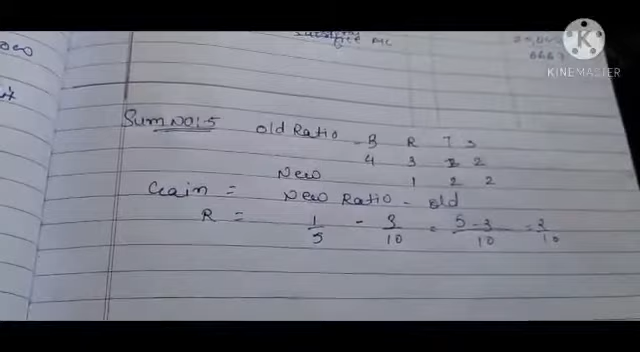 KINEMASTER
Sum No:5 old Ratio - B R T S
4 3 2 2
New 1 2 2
Gain = New Ratio - old
R = 1/5 - 3/10 = 5-3/10 = 2/10